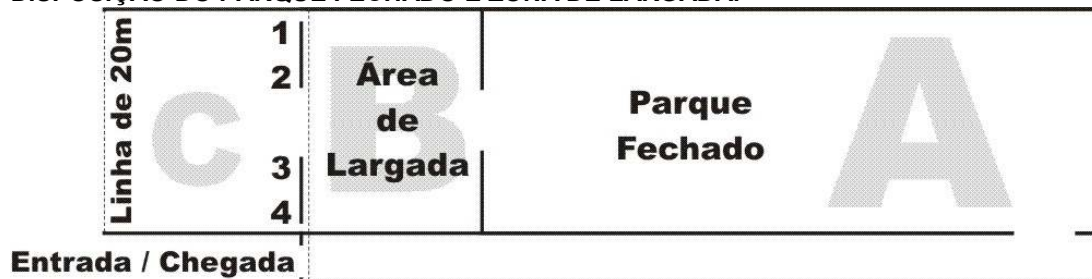 Linha de 20m
1
2
3
4
C
B
Área
de
Largada
A
Parque
Fechado
Entrada / Chegada